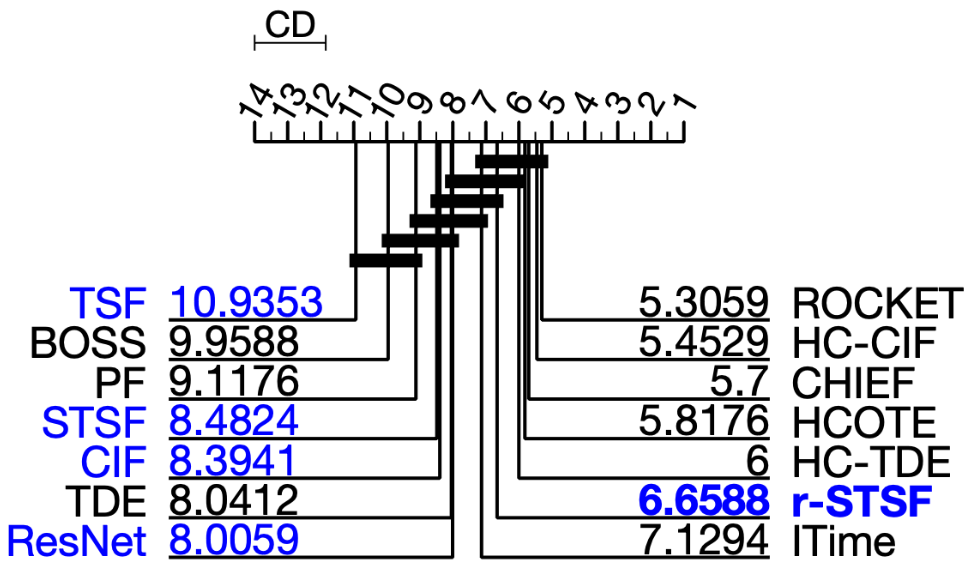 CD
14 13 12 11 10 9 8 7 6 5 4 3 2 1
TSF 10.9353 5.3059 ROCKET
BOSS 9.9588 5.4529 HC-CIF
PF 9.1176 5.7 CHIEF
STSF 8.4824 5.8176 HCOTE
CIF 8.3941 6 HC-TDE
TDE 8.0412 6.6588 r-STSF
ResNet 8.0059 7.1294 ITime